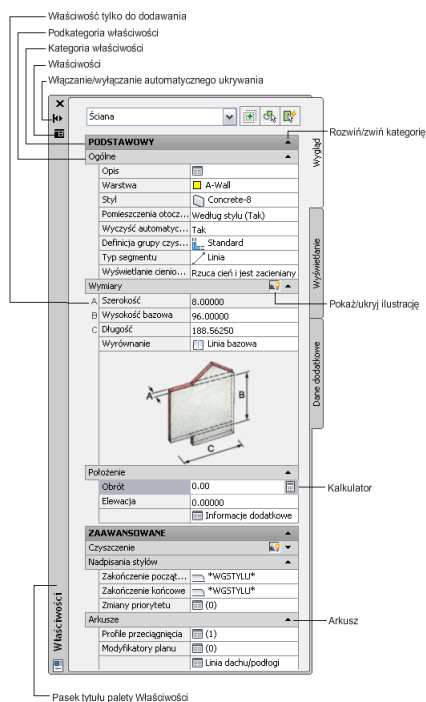 Właściwość tylko do dodawania
Podkategoria właściwości
Kategoria właściwości
Właściwości
Włączanie/wyłączanie automatycznego ukrywania
Ściana
Rozwiń/zwiń kategorię
Wygląd
PODSTAWOWY
Ogólne
Opis
Warstwa A-Wall
Styl Concrete-8
Pomieszczenia otocz... Według stylu (Tak)
Wyczyść automatyc... Tak
Definicja grupy czys... Standard
Typ segmentu Linia
Wyświetlanie cienio... Rzuca cień i jest zacieniany
Wyświetlanie
Wymiary
Pokaż/ukryj ilustrację
A Szerokość 8.00000
B Wysokość bazowa 96.00000
C Długość 188.56250
Wyrównanie Linia bazowa
Dane dodatkowe
A
B
C
Położenie
Obrót 0.00
Kalkulator
Elewacja 0.00000
Informacje dodatkowe
ZAAWANSOWANE
Czyszczenie
Nadpisania stylów
Zakończenie począt... *WGSTYLU*
Zakończenie końcowe *WGSTYLU*
Zmiany priorytetu (0)
Arkusze
Arkusz
Profile przeciągnięcia (1)
Modyfikatory planu (0)
Linia dachu/podłogi
Właściwości
Pasek tytułu palety Właściwości